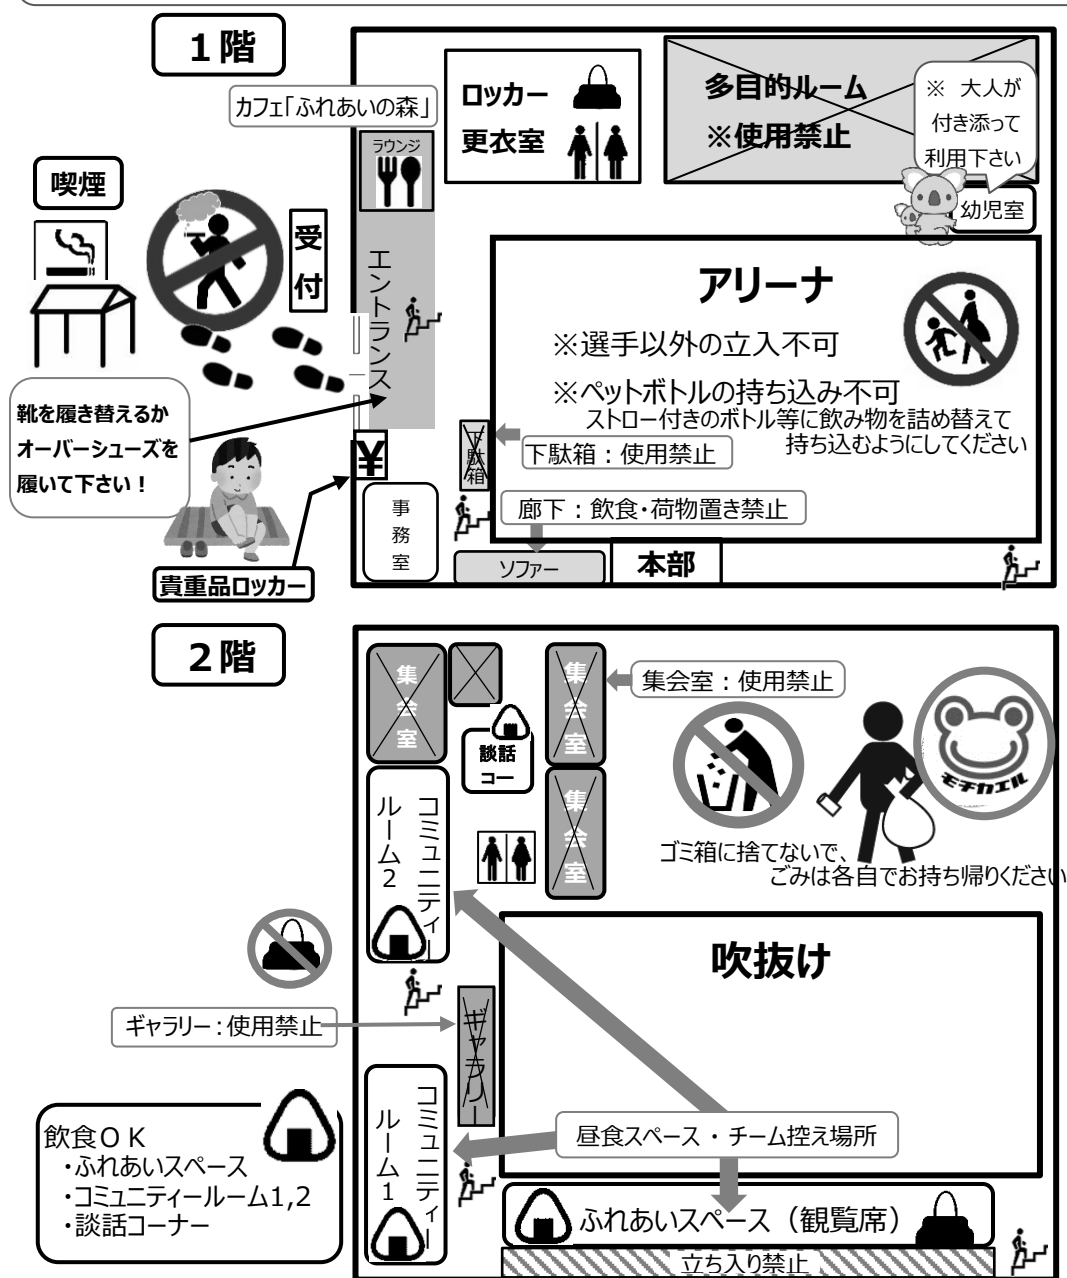 1階
カフェ「ふれあいの森」
ロッカー
更衣室
多目的ルーム
※使用禁止
※ 大人が
付き添って
利用下さい
幼児室
ラウンジ
喫煙
受付
エントランス
アリーナ
※選手以外の立入不可
※ペットボトルの持ち込み不可
ストロー付きのボトル等に飲み物を詰め替えて
持ち込むようにしてください
靴を履き替えるか
オーバーシューズを
履いて下さい！
¥
下駄箱
下駄箱：使用禁止
廊下：飲食・荷物置き禁止
事務室
ソファー
本部
貴重品ロッカー
2階
集会室
集会室
集会室：使用禁止
談話
コー
集会室
モチカエル
ゴミ箱に捨てないで、
ごみは各自でお持ち帰りください
コミュニティー
ルーム2
吹抜け
ギャラリー：使用禁止
ギャラリー
コミュニティー
ルーム1
昼食スペース・チーム控え場所
飲食ＯＫ
・ふれあいスペース
・コミュニティールーム1,2
・談話コーナー
ふれあいスペース（観覧席）
立ち入り禁止